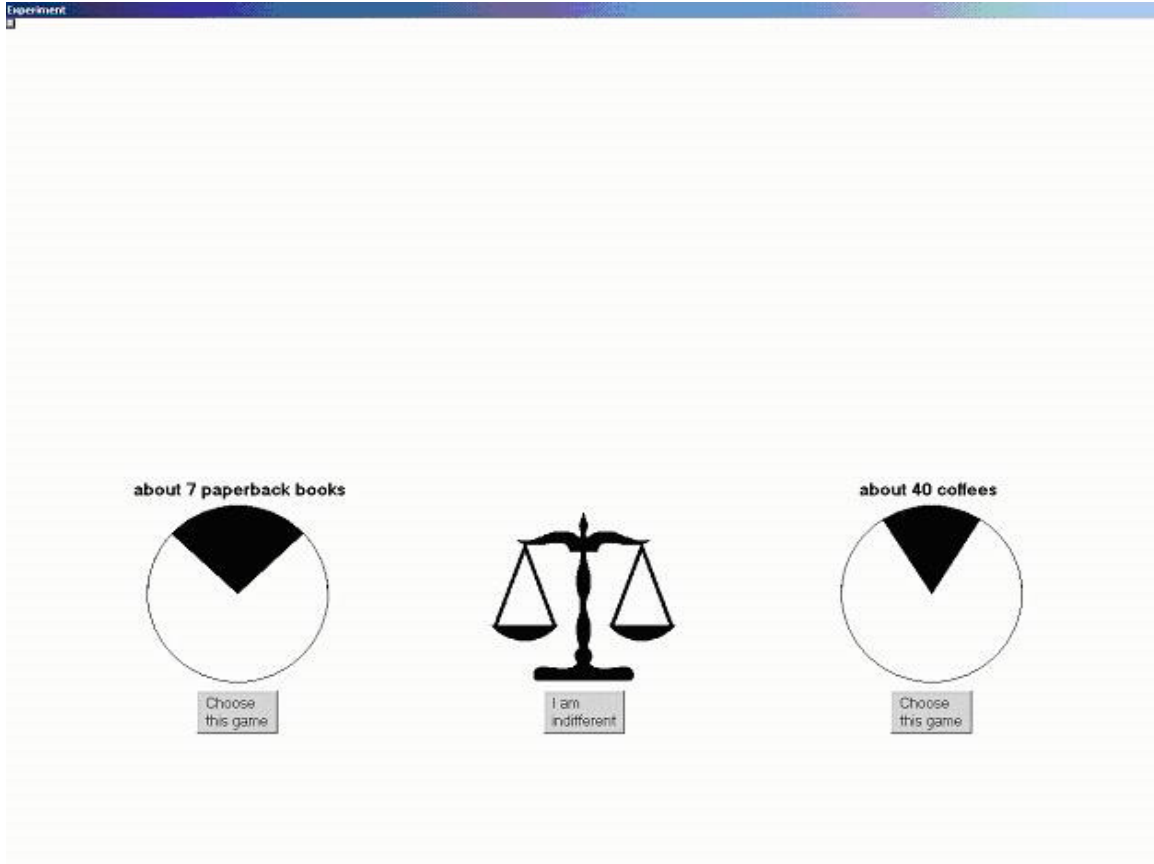 Experiment
about 7 paperback books
about 40 coffees
Choose
this game
I am
indifferent
Choose
this game